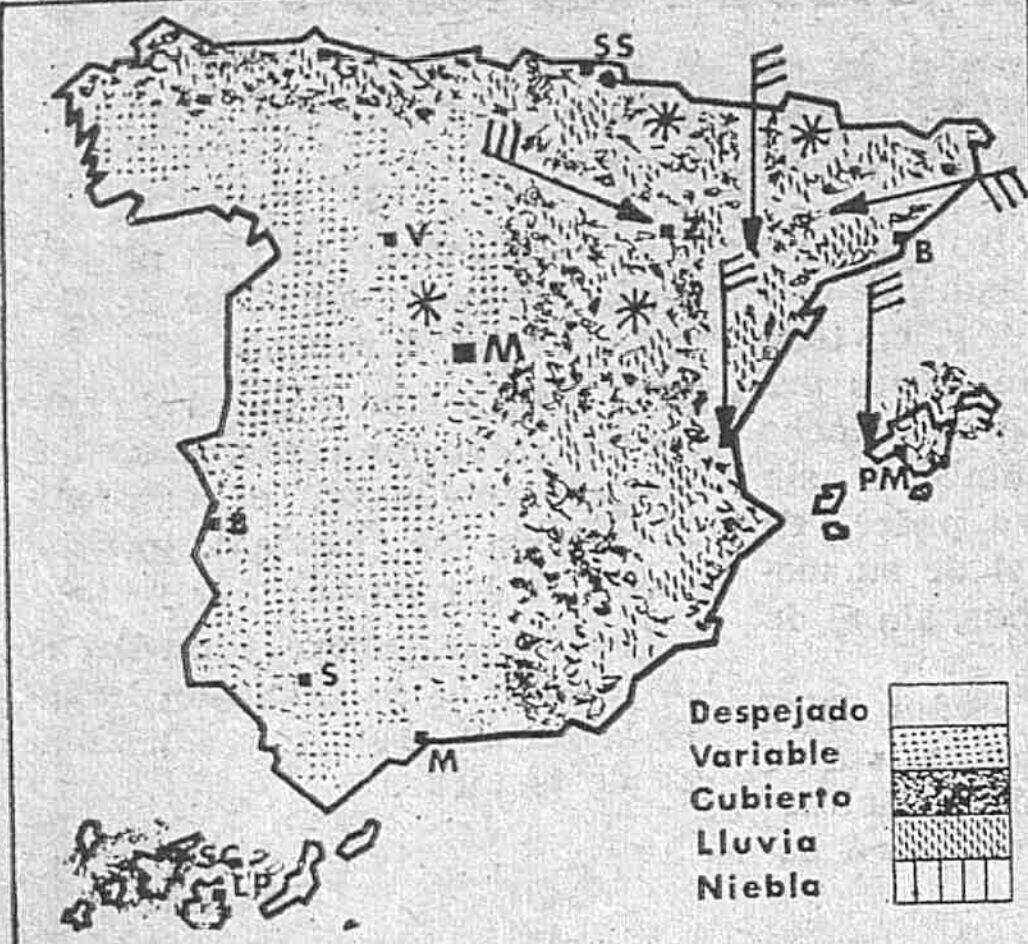 SS
V
M
B
PM
B
S
M
SC
LP
Despejado
Variable
Cubierto
Lluvia
Niebla